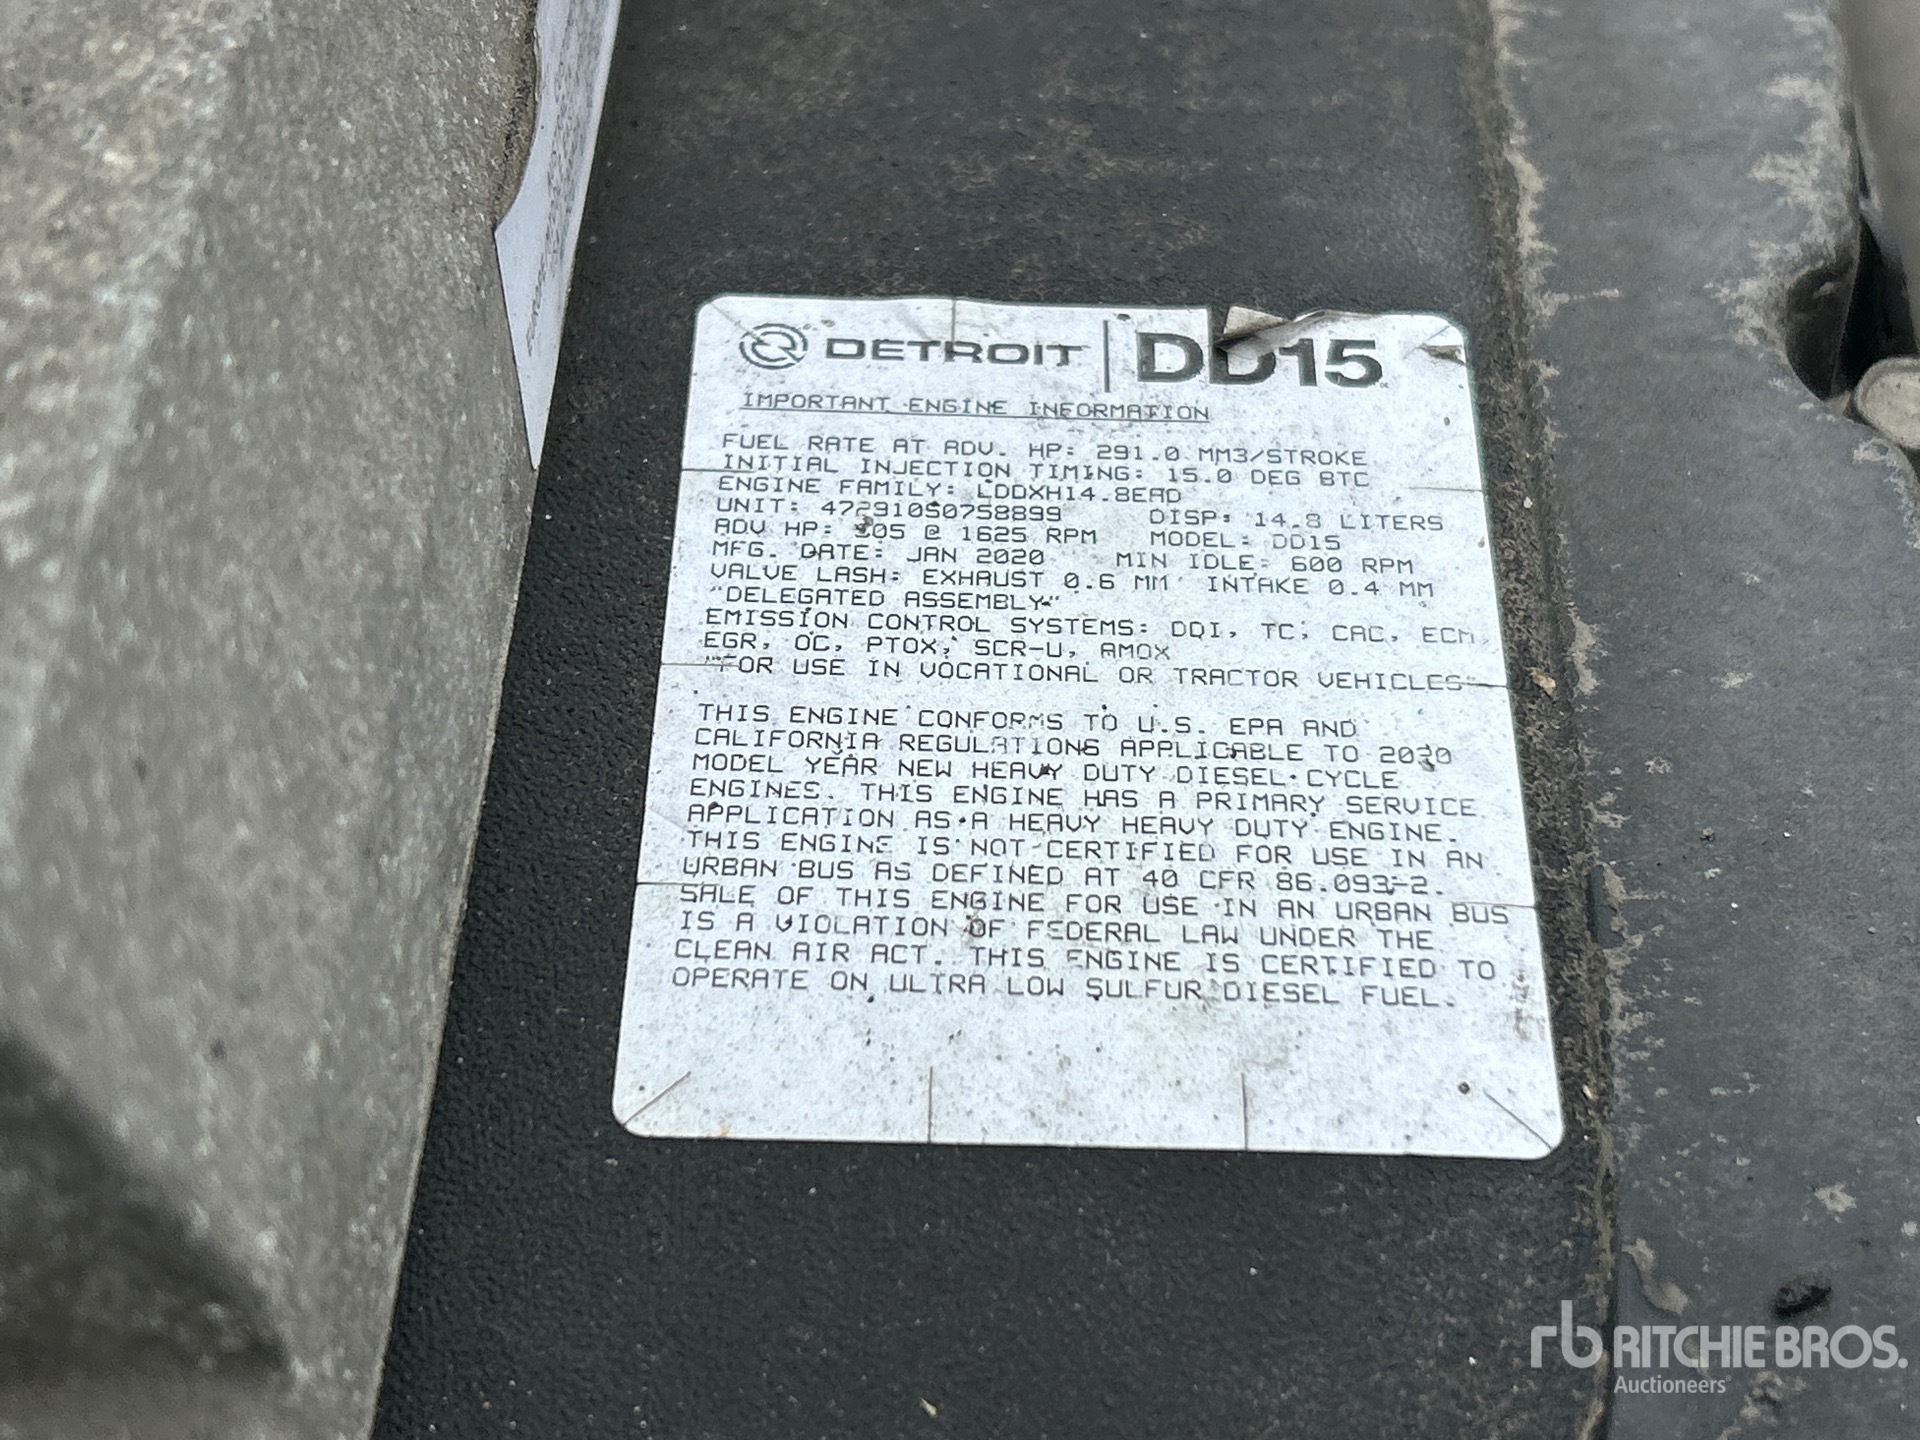 DETROIT | DD15
IMPORTANT ENGINE INFORMATION
FUEL RATE AT ADV. HP: 291.0 MM3/STROKE
INITIAL INJECTION TIMING: 15.0 DEG BTC
ENGINE FAMILY: LDDXH14.8EAD
UNIT: 472910S0758899 DISP: 14.8 LITERS
ADV HP: 505 @ 1625 RPM MODEL: DD15
MFG. DATE: JAN 2020 MIN IDLE: 600 RPM
VALVE LASH: EXHAUST 0.6 MM INTAKE 0.4 MM
"DELEGATED ASSEMBLY"
EMISSION CONTROL SYSTEMS: DDI, TC, CAC, ECM,
EGR, OC, PTOX, SCR-U, AMOX
"FOR USE IN VOCATIONAL OR TRACTOR VEHICLES"
THIS ENGINE CONFORMS TO U.S. EPA AND
CALIFORNIA REGULATIONS APPLICABLE TO 2020
MODEL YEAR NEW HEAVY DUTY DIESEL CYCLE
ENGINES. THIS ENGINE HAS A PRIMARY SERVICE
APPLICATION AS A HEAVY HEAVY DUTY ENGINE.
THIS ENGINE IS NOT CERTIFIED FOR USE IN AN
URBAN BUS AS DEFINED AT 40 CFR 86.093-2.
SALE OF THIS ENGINE FOR USE IN AN URBAN BUS
IS A VIOLATION OF FEDERAL LAW UNDER THE
CLEAN AIR ACT. THIS ENGINE IS CERTIFIED TO
OPERATE ON ULTRA LOW SULFUR DIESEL FUEL.
rb RITCHIE BROS.
Auctioneers